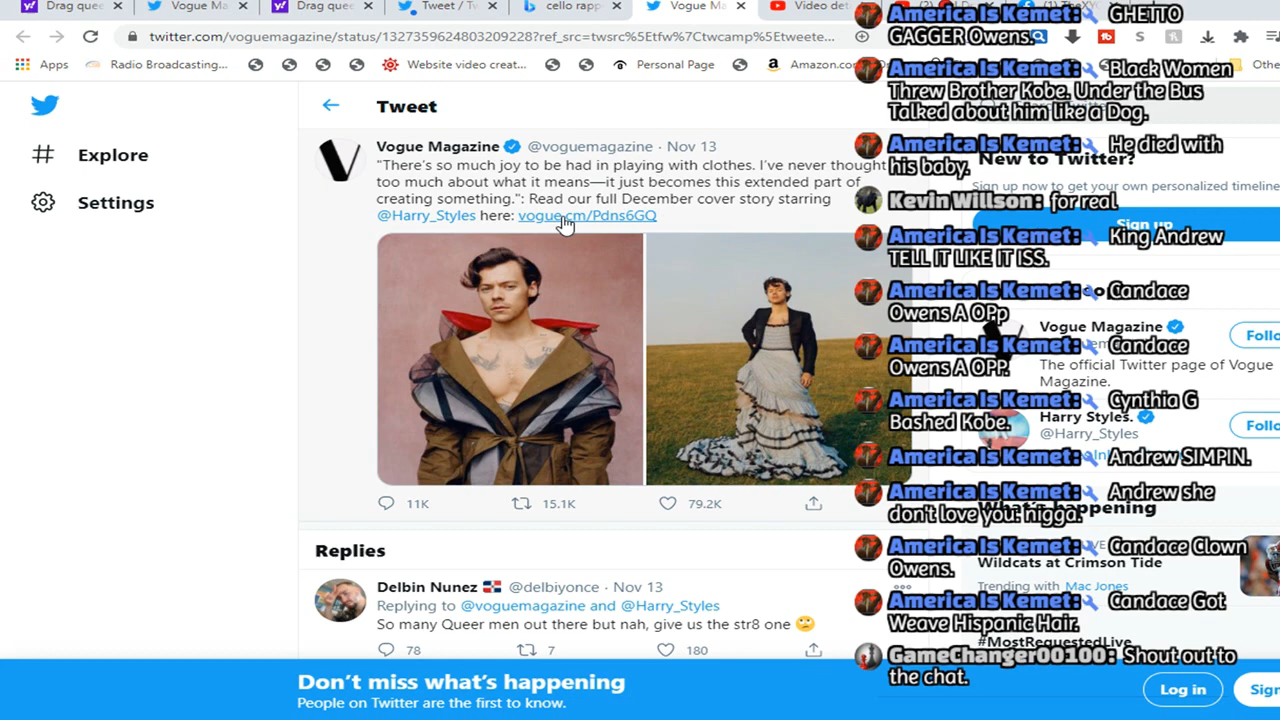 Drag quee
Vogue Ma
Drag quee
Tweet / Tw
cello rapp
Vogue Ma
Video det
twitter.com/voguemagazine/status/1327359624803209228?ref_src=twsrc%5Etfw%7Ctwcamp%5Etweete...
Apps
Radio Broadcasting...
Website video creat...
Personal Page
Amazon.co
Othe
Explore
Settings
Tweet
Vogue Magazine @voguemagazine · Nov 13
"There's so much joy to be had in playing with clothes. I've never thought
too much about what it means—it just becomes this extended part of
creating something.": Read our full December cover story starring
@Harry_Styles here: vogue.cm/Pdns6GQ
11K
15.1K
79.2K
Replies
Delbin Nunez 🇩🇴 @delbiyonce · Nov 13
Replying to @voguemagazine and @Harry_Styles
So many Queer men out there but nah, give us the str8 one 🙄
78
7
180
New to Twitter?
Sign up now to get your own personalized timeline
Sign up
Vogue Magazine
Follo
The official Twitter page of Vogue
Magazine.
Harry Styles.
@Harry_Styles
Follo
What's happening
Wildcats at Crimson Tide
Trending with Mac Jones
#MostRequestedLive
America Is Kemet: GHETTO
GAGGER Owens.
America Is Kemet: Black Women
Threw Brother Kobe. Under the Bus
Talked about him like a Dog.
America Is Kemet: He died with
his baby.
Kevin Willson: for real
America Is Kemet: King Andrew
TELL IT LIKE IT ISS.
America Is Kemet: Candace
Owens A OPp
America Is Kemet: Candace
Owens A OPP.
America Is Kemet: Cynthia G
Bashed Kobe.
America Is Kemet: Andrew SIMPIN.
America Is Kemet: Andrew she
don't love you. nigga.
America Is Kemet: Candace Clown
Owens.
America Is Kemet: Candace Got
Weave Hispanic Hair.
GameChanger00100: Shout out to
the chat.
Don't miss what's happening
People on Twitter are the first to know.
Log in
Sign